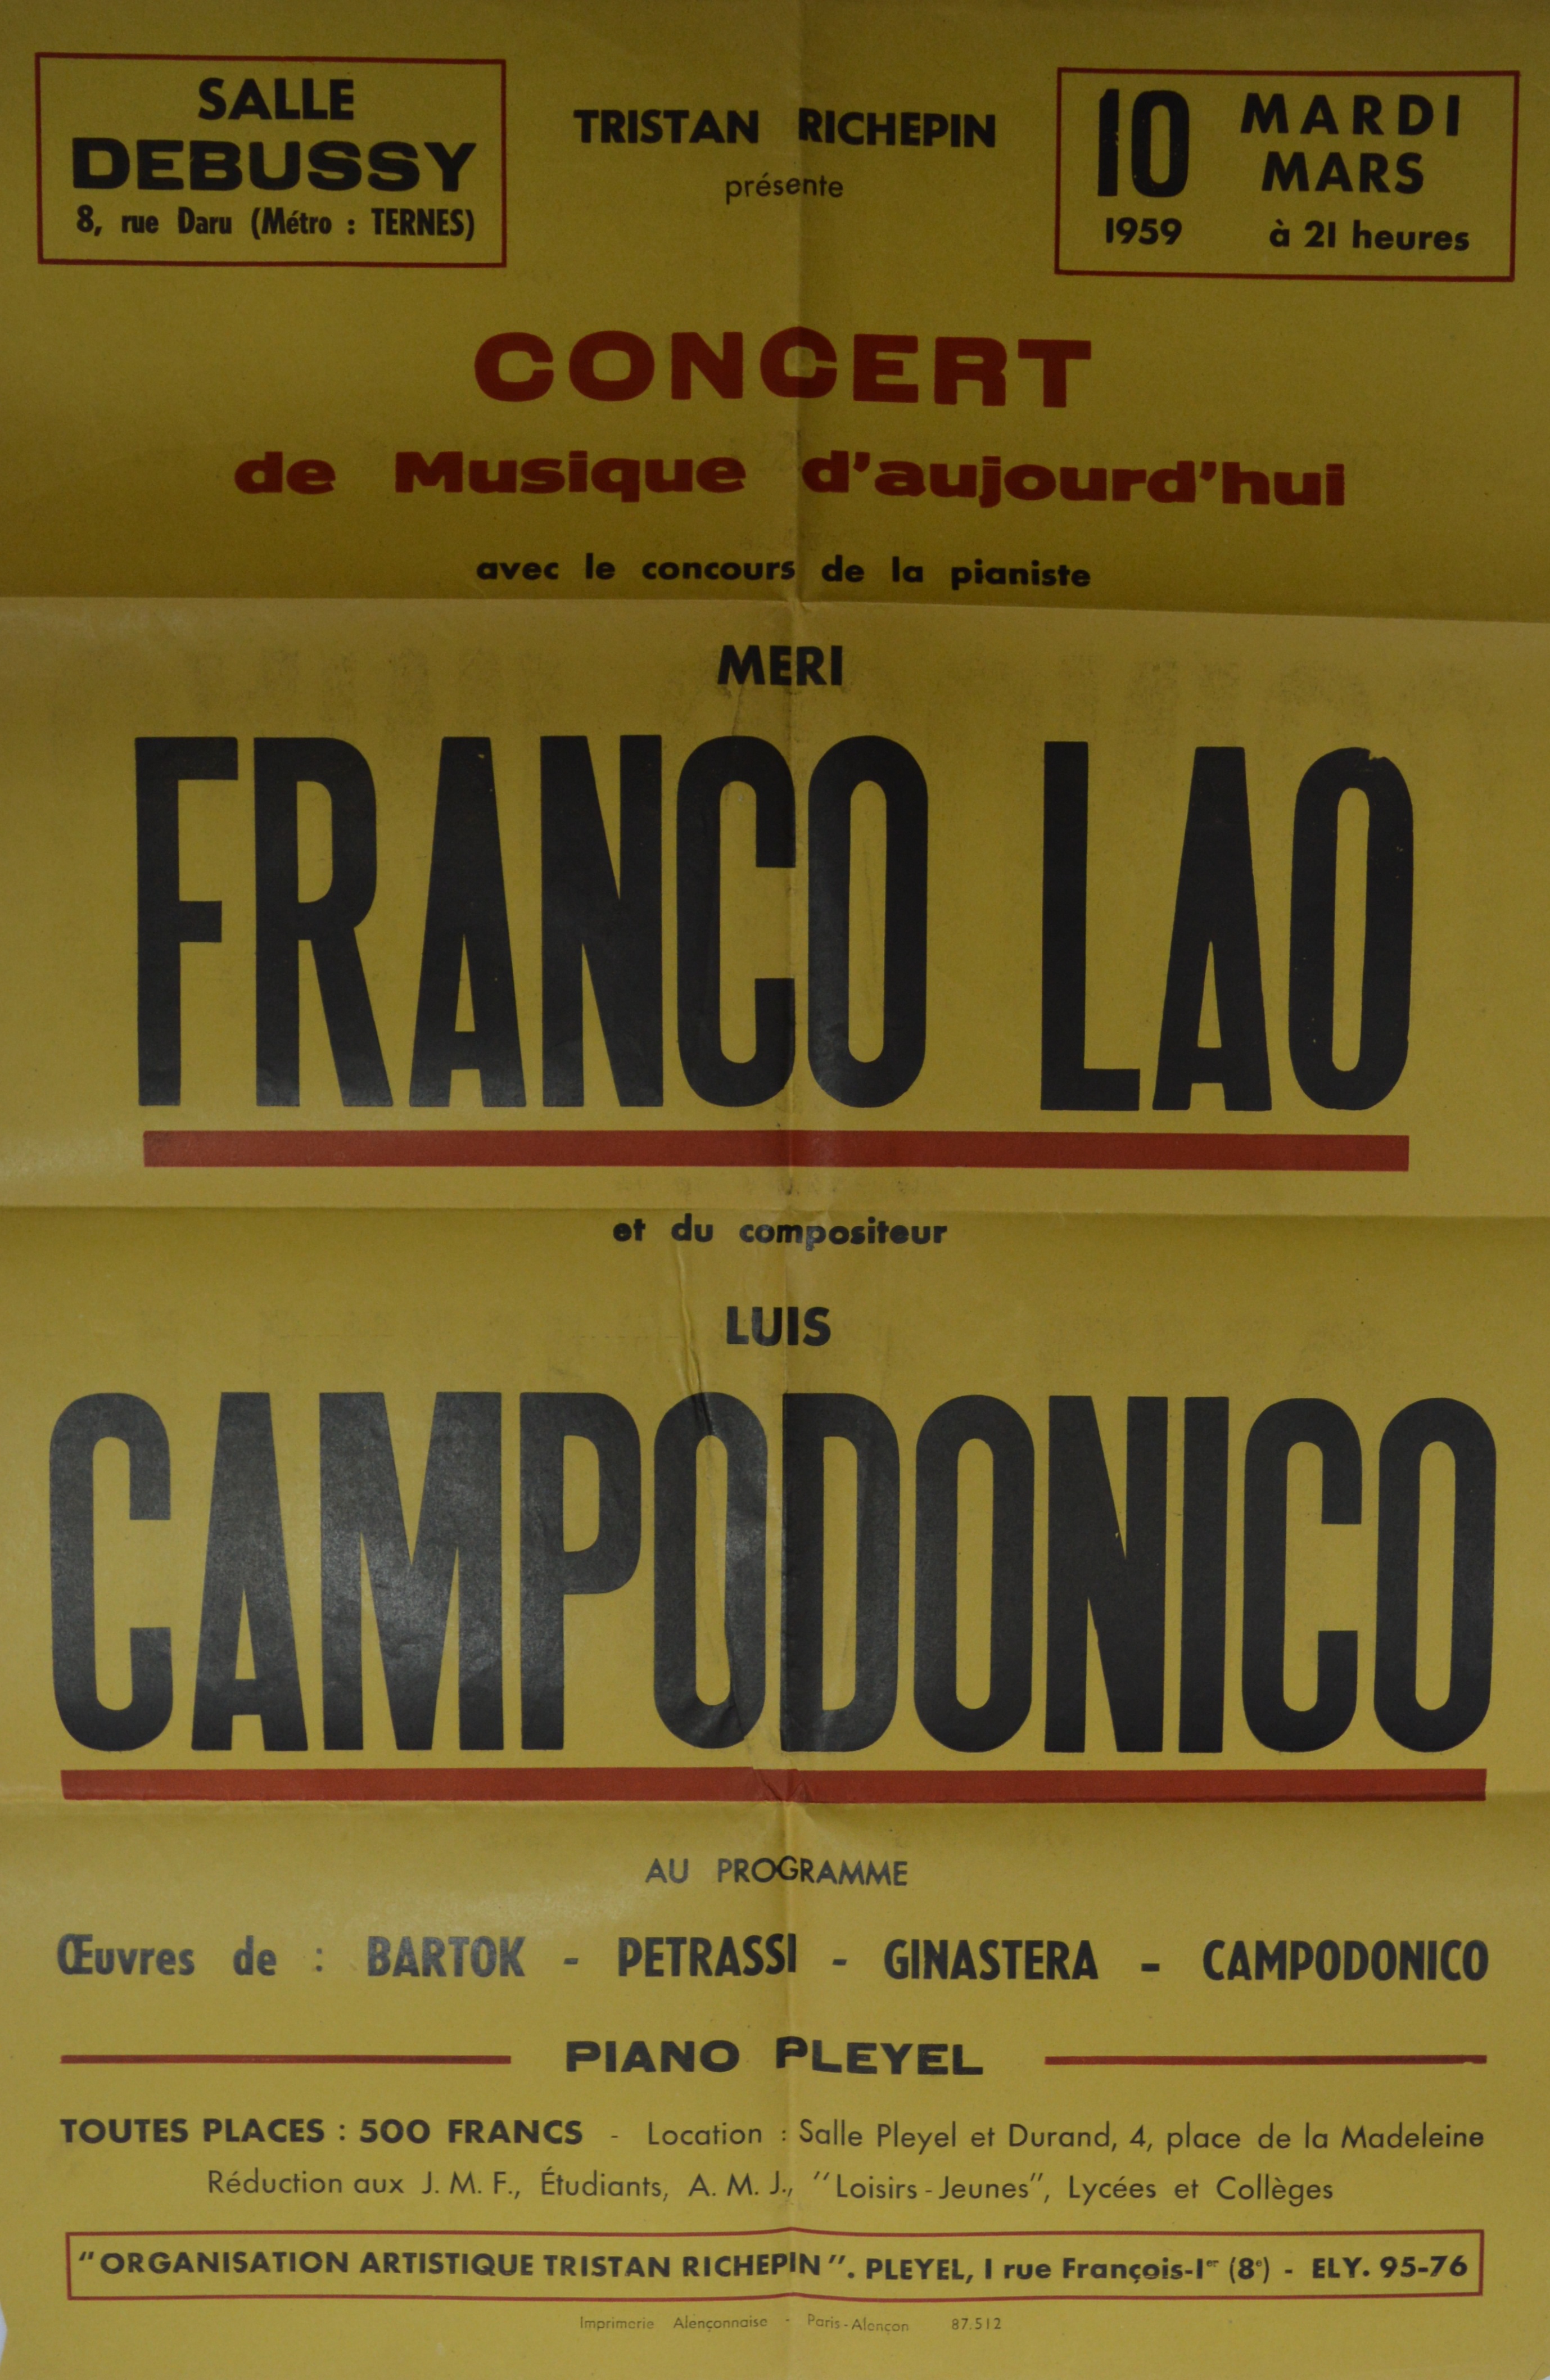 SALLE
DEBUSSY
8, rue Daru (Métro : TERNES)
TRISTAN RICHEPIN
présente
10 MARDI
MARS
1959 à 21 heures
CONCERT
de Musique d'aujourd'hui
avec le concours de la pianiste
MERI
FRANCO LAO
et du compositeur
LUIS
CAMPODONICO
AU PROGRAMME
Œuvres de : BARTOK - PETRASSI - GINASTERA - CAMPODONICO
PIANO PLEYEL
TOUTES PLACES : 500 FRANCS - Location : Salle Pleyel et Durand, 4, place de la Madeleine
Réduction aux J. M. F., Étudiants, A. M. J., "Loisirs-Jeunes", Lycées et Collèges
"ORGANISATION ARTISTIQUE TRISTAN RICHEPIN". PLEYEL, 1 rue François-Ier (8e) - ELY. 95-76
Imprimerie Alençonnaise - Paris-Alençon 87.512